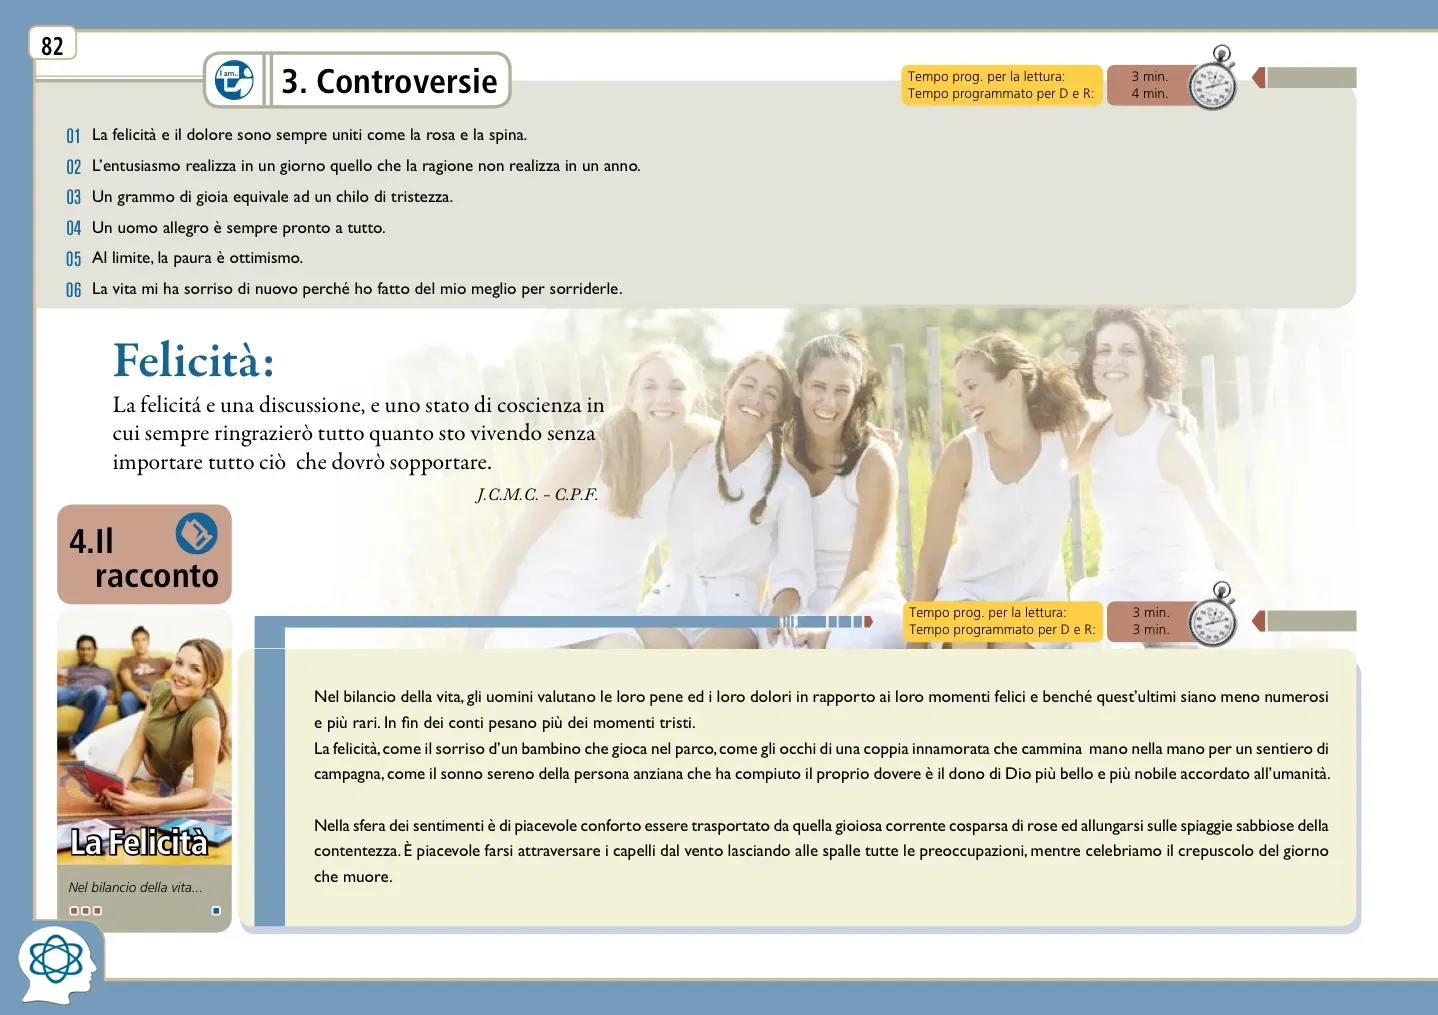 82
I am...
3. Controversie
Tempo prog. per la lettura: 3 min.
Tempo programmato per D e R: 4 min.
01 La felicità e il dolore sono sempre uniti come la rosa e la spina.
02 L'entusiasmo realizza in un giorno quello che la ragione non realizza in un anno.
03 Un grammo di gioia equivale ad un chilo di tristezza.
04 Un uomo allegro è sempre pronto a tutto.
05 Al limite, la paura è ottimismo.
06 La vita mi ha sorriso di nuovo perché ho fatto del mio meglio per sorriderle.
Felicità:
La felicitá e una discussione, e uno stato di coscienza in
cui sempre ringrazierò tutto quanto sto vivendo senza
importare tutto ciò che dovrò sopportare.
J.C.M.C. - C.P.F.
4.Il
racconto
Tempo prog. per la lettura: 3 min.
Tempo programmato per D e R: 3 min.
La Felicità
Nel bilancio della vita...
Nel bilancio della vita, gli uomini valutano le loro pene ed i loro dolori in rapporto ai loro momenti felici e benché quest'ultimi siano meno numerosi
e più rari. In fin dei conti pesano più dei momenti tristi.
La felicità, come il sorriso d'un bambino che gioca nel parco, come gli occhi di una coppia innamorata che cammina mano nella mano per un sentiero di
campagna, come il sonno sereno della persona anziana che ha compiuto il proprio dovere è il dono di Dio più bello e più nobile accordato all'umanità.
Nella sfera dei sentimenti è di piacevole conforto essere trasportato da quella gioiosa corrente cosparsa di rose ed allungarsi sulle spiaggie sabbiose della
contentezza. È piacevole farsi attraversare i capelli dal vento lasciando alle spalle tutte le preoccupazioni, mentre celebriamo il crepuscolo del giorno
che muore.